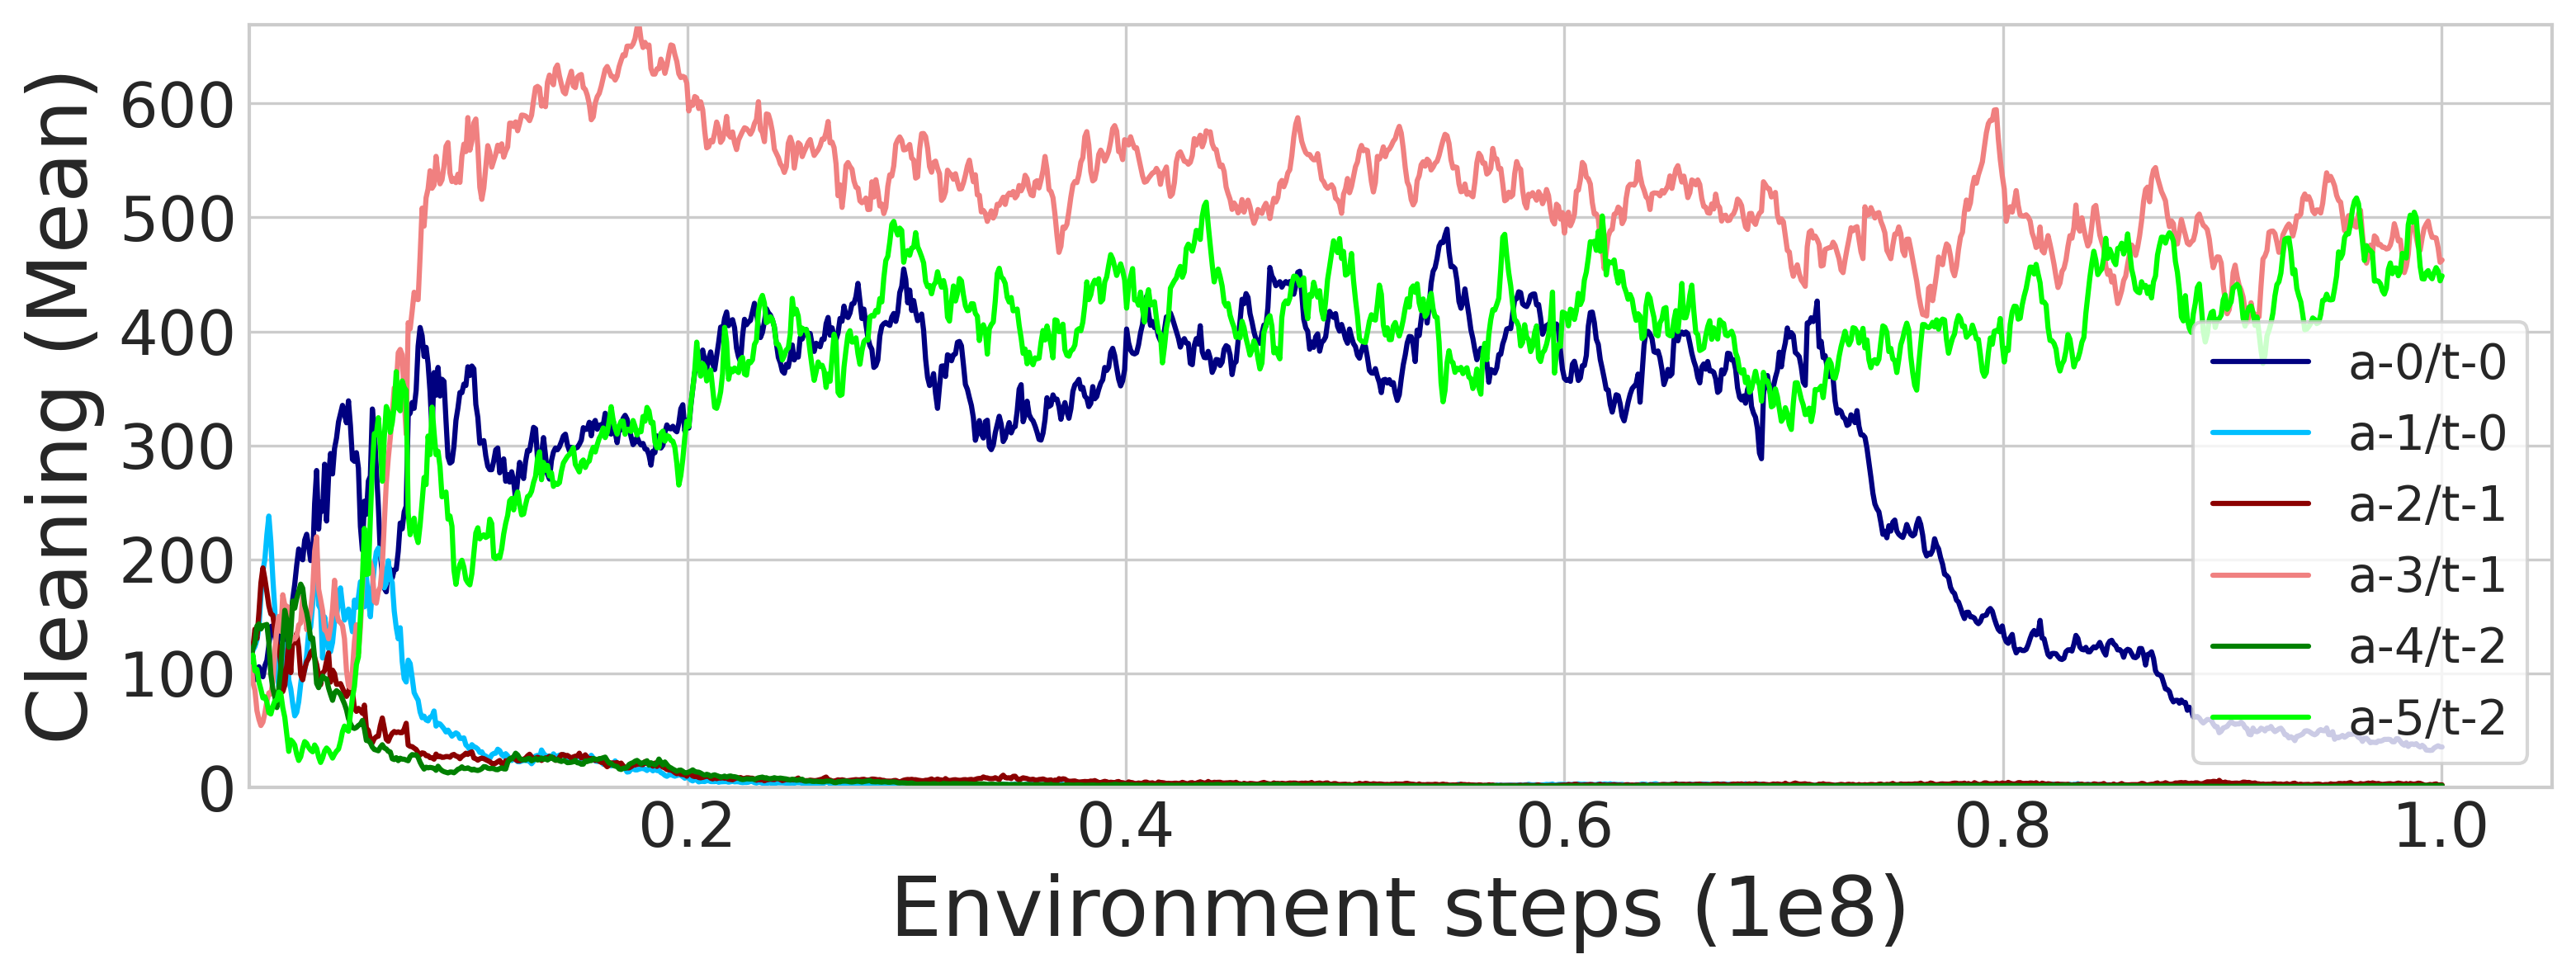 Cleaning (Mean)
600
500
400
300
200
100
0
0.2 0.4 0.6 0.8 1.0
Environment steps (1e8)
a-0/t-0
a-1/t-0
a-2/t-1
a-3/t-1
a-4/t-2
a-5/t-2